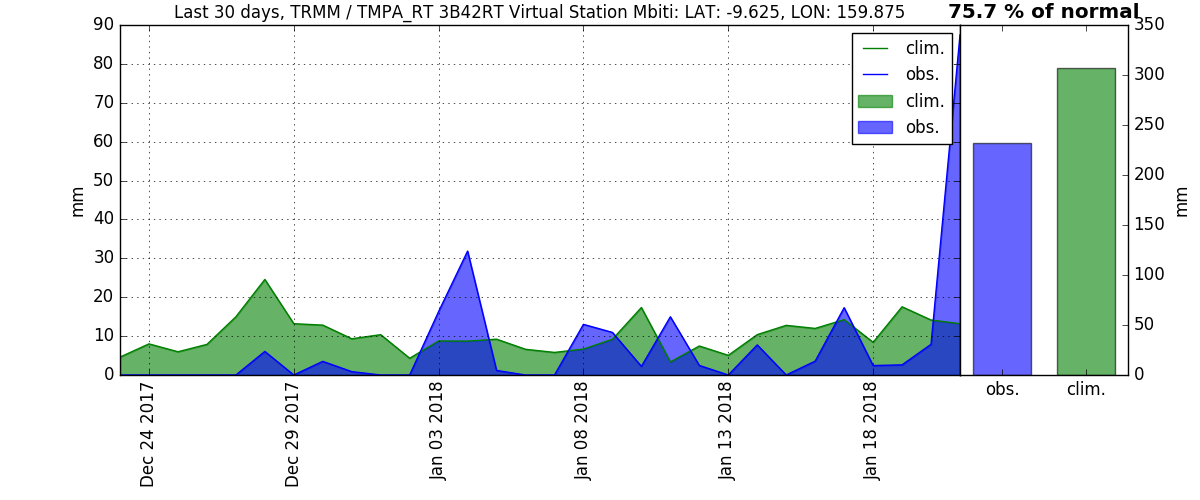 Last 30 days, TRMM / TMPA_RT 3B42RT Virtual Station Mbiti: LAT: -9.625, LON: 159.875
75.7 % of normal
90
80
70
60
50
40
30
20
10
0
mm
clim.
obs.
clim.
obs.
Dec 24 2017
Dec 29 2017
Jan 03 2018
Jan 08 2018
Jan 13 2018
Jan 18 2018
350
300
250
200
150
100
50
0
mm
obs.
clim.